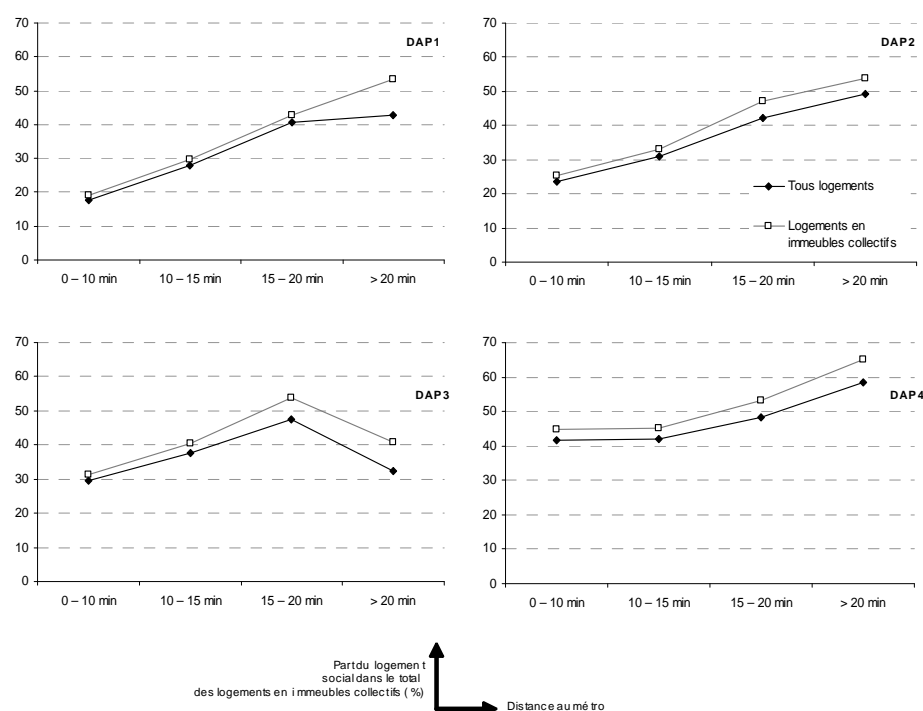 70
60
50
40
30
20
10
0
DAP1
0 – 10 min 10 – 15 min 15 – 20 min > 20 min
70
60
50
40
30
20
10
0
DAP2
Tous logements
Logements en
immeubles collectifs
0 – 10 min 10 – 15 min 15 – 20 min > 20 min
70
60
50
40
30
20
10
0
DAP3
0 – 10 min 10 – 15 min 15 – 20 min > 20 min
70
60
50
40
30
20
10
0
DAP4
0 – 10 min 10 – 15 min 15 – 20 min > 20 min
Part du logement
social dans le total
des logements en immeubles collectifs (%)
Distance au métro